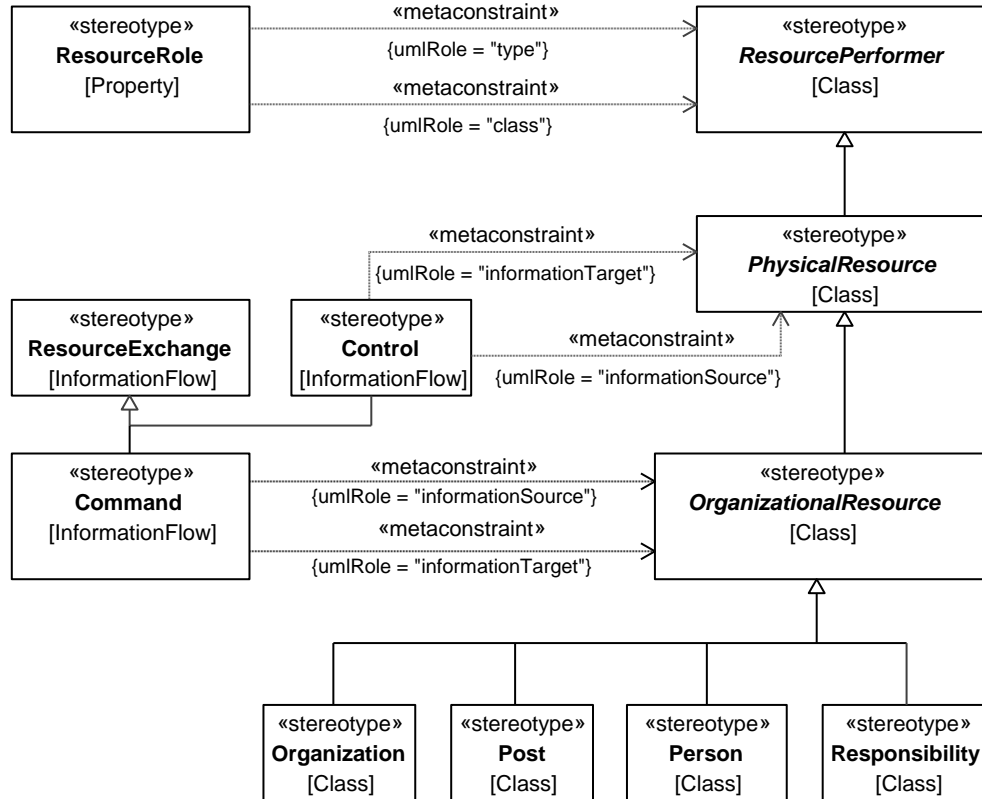 «stereotype»
ResourceRole
[Property]
«metaconstraint»
{umlRole = "type"}
«metaconstraint»
{umlRole = "class"}
«stereotype»
ResourcePerformer
[Class]
«stereotype»
PhysicalResource
[Class]
«metaconstraint»
{umlRole = "informationTarget"}
«stereotype»
ResourceExchange
[InformationFlow]
«stereotype»
Control
[InformationFlow]
«metaconstraint»
{umlRole = "informationSource"}
«stereotype»
Command
[InformationFlow]
«metaconstraint»
{umlRole = "informationSource"}
«metaconstraint»
{umlRole = "informationTarget"}
«stereotype»
OrganizationalResource
[Class]
«stereotype»
Organization
[Class]
«stereotype»
Post
[Class]
«stereotype»
Person
[Class]
«stereotype»
Responsibility
[Class]